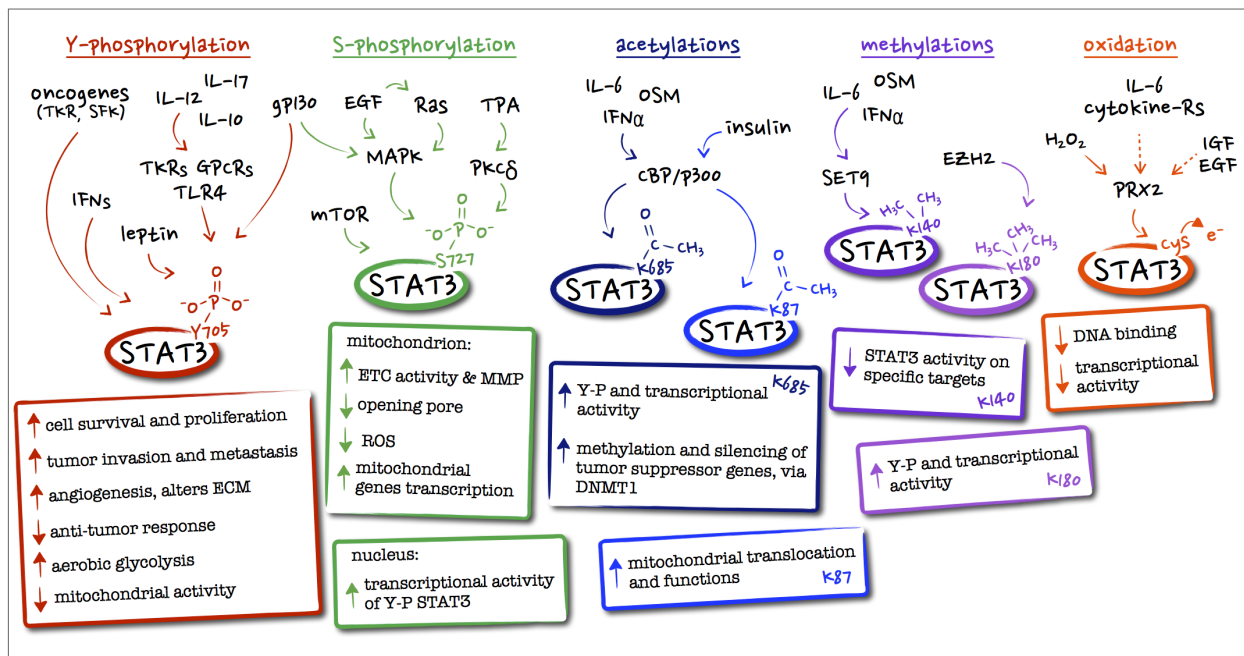 Y-phosphorylation
oncogenes
(TKR, SFK)
IL-17
IL-12
IL-10
gp130
TKRs GPCRs
TLR4
IFNs
leptin
O
-O-P-O-
Y705
STAT3
↑ cell survival and proliferation
↑ tumor invasion and metastasis
↑ angiogenesis, alters ECM
↓ anti-tumor response
↑ aerobic glycolysis
↓ mitochondrial activity
S-phosphorylation
EGF
Ras
TPA
MAPK
PKCδ
mTOR
O
-O-P-O-
S727
STAT3
mitochondrion:
↑ ETC activity & MMP
↓ opening pore
↓ ROS
↑ mitochondrial
genes transcription
nucleus:
↑ transcriptional activity
of Y-P STAT3
acetylations
IL-6
OSM
IFNα
insulin
CBP/p300
O
C
CH3
K685
STAT3
O
C
CH3
K87
STAT3
↑ Y-P and transcriptional
activity
K685
↑ methylation and silencing of
tumor suppressor genes, via
DNMT1
↑ mitochondrial translocation
and functions
K87
methylations
IL-6
OSM
IFNα
EZH2
SET9
H3C CH3
K140
STAT3
CH3
H3C CH3
K180
STAT3
↓ STAT3 activity on
specific targets
K140
↑ Y-P and transcriptional
activity
K180
oxidation
IL-6
cytokine-Rs
H2O2
IGF
EGF
PRX2
Cys
e-
STAT3
↓ DNA binding
↓ transcriptional
activity